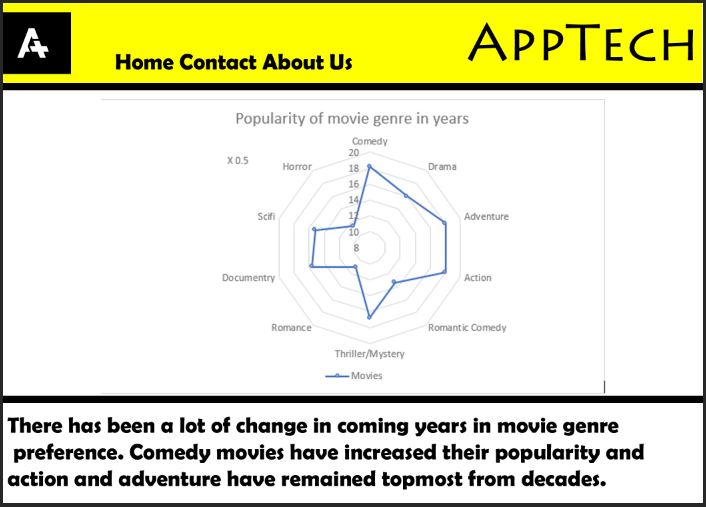 A
Home Contact About Us
APPTECH
Popularity of movie genre in years
X 0.5
Comedy
Drama
Adventure
Action
Romantic Comedy
Thriller/Mystery
Romance
Documentry
Scifi
Horror
20
18
16
14
12
10
8
Movies
There has been a lot of change in coming years in movie genre
preference. Comedy movies have increased their popularity and
action and adventure have remained topmost from decades.